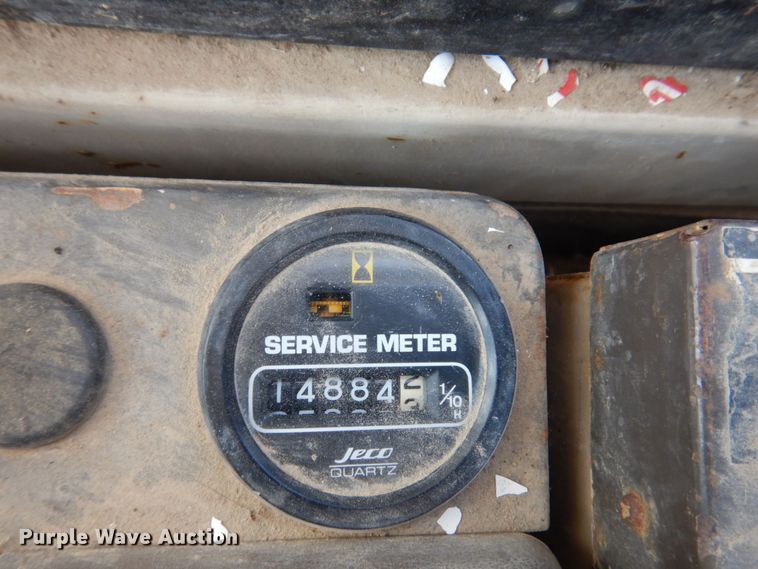 SERVICE METER
14884 1/10
H
Jeco
QUARTZ
Purple Wave Auction